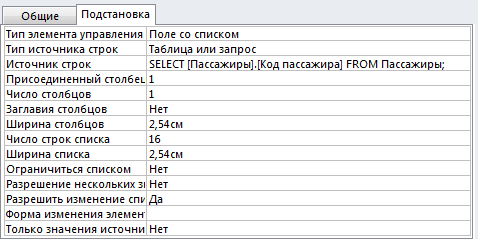 Общие Подстановка
Тип элемента управления Поле со списком
Тип источника строк Таблица или запрос
Источник строк SELECT [Пассажиры].[Код пассажира] FROM Пассажиры;
Присоединенный столбец 1
Число столбцов 1
Заглавия столбцов Нет
Ширина столбцов 2,54см
Число строк списка 16
Ширина списка 2,54см
Ограничиться списком Нет
Разрешение нескольких зн Нет
Разрешить изменение спи Да
Форма изменения элемент
Только значения источни Нет